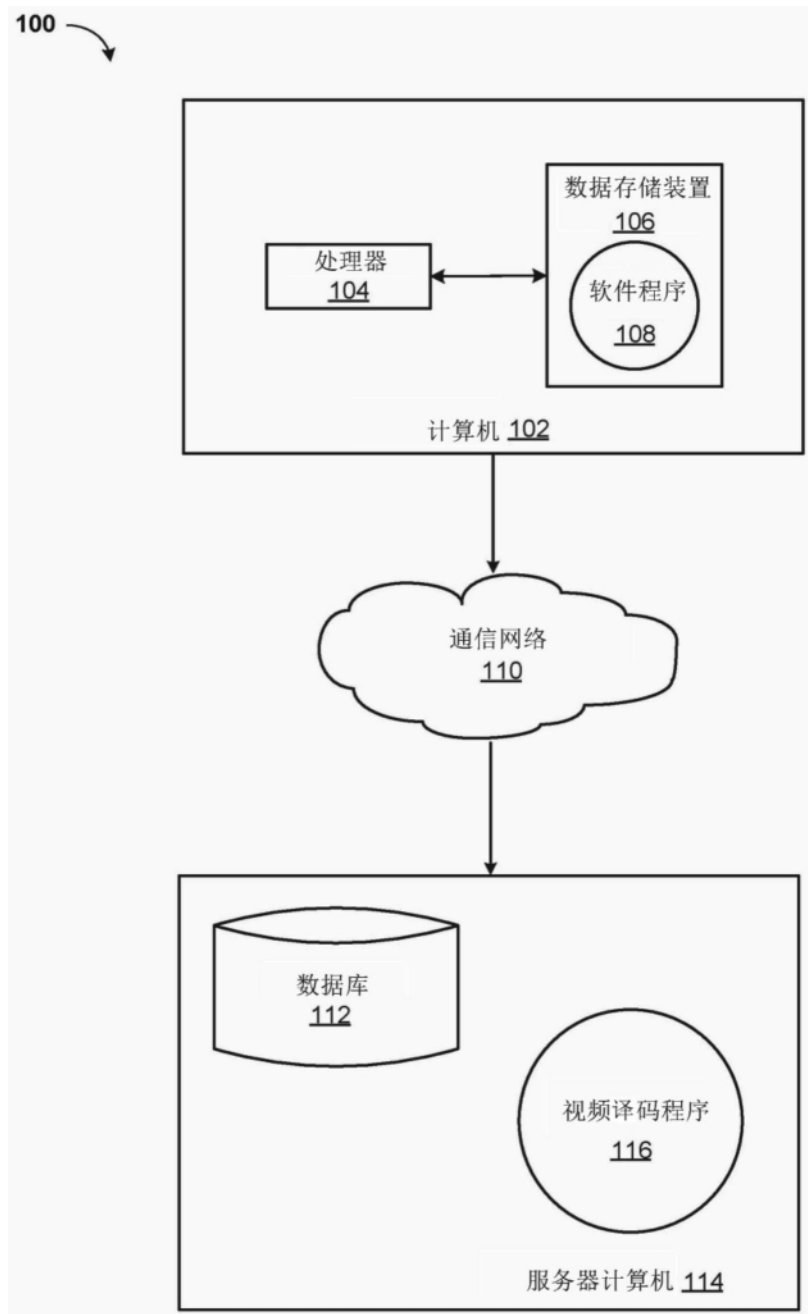 100
数据存储装置
106
处理器
104
软件程序
108
计算机 102
通信网络
110
数据库
112
视频译码程序
116
服务器计算机 114